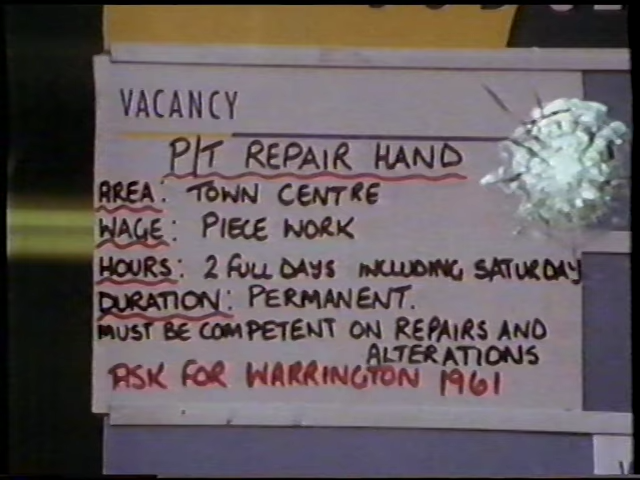 VACANCY
P/T REPAIR HAND
AREA: TOWN CENTRE
WAGE: PIECE WORK
HOURS: 2 FULL DAYS INCLUDING SATURDAY
DURATION: PERMANENT.
MUST BE COMPETENT ON REPAIRS AND
ALTERATIONS
ASK FOR WARRINGTON 1961